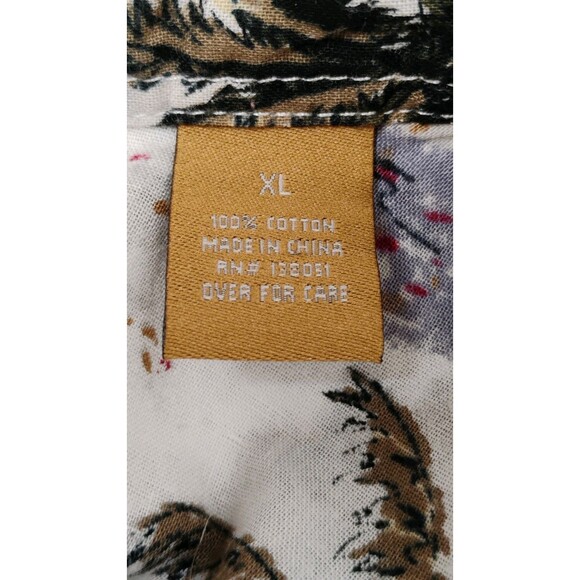 XL
100% COTTON
MADE IN CHINA
RN# 138051
OVER FOR CARE